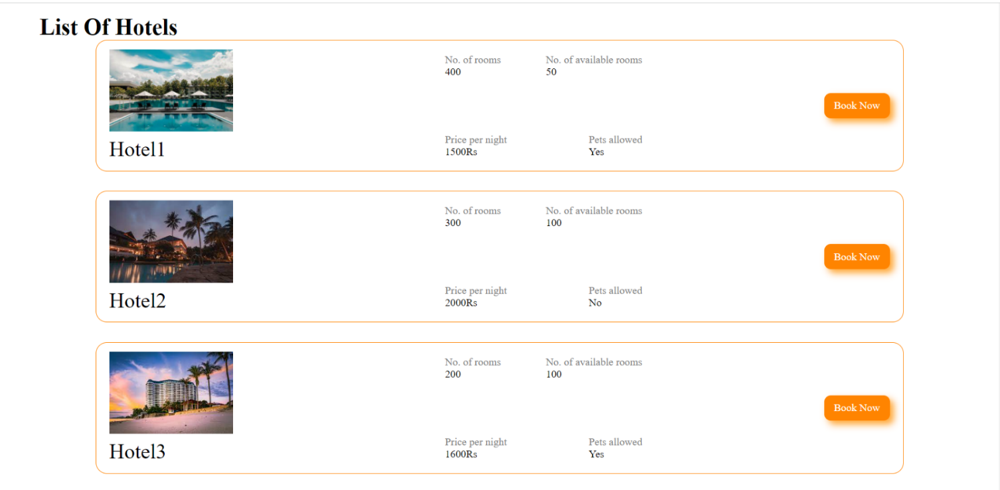 List Of Hotels
No. of rooms No. of available rooms
400 50
Book Now
Price per night Pets allowed
1500Rs Yes
Hotel1
No. of rooms No. of available rooms
300 100
Book Now
Price per night Pets allowed
2000Rs No
Hotel2
No. of rooms No. of available rooms
200 100
Book Now
Price per night Pets allowed
1600Rs Yes
Hotel3